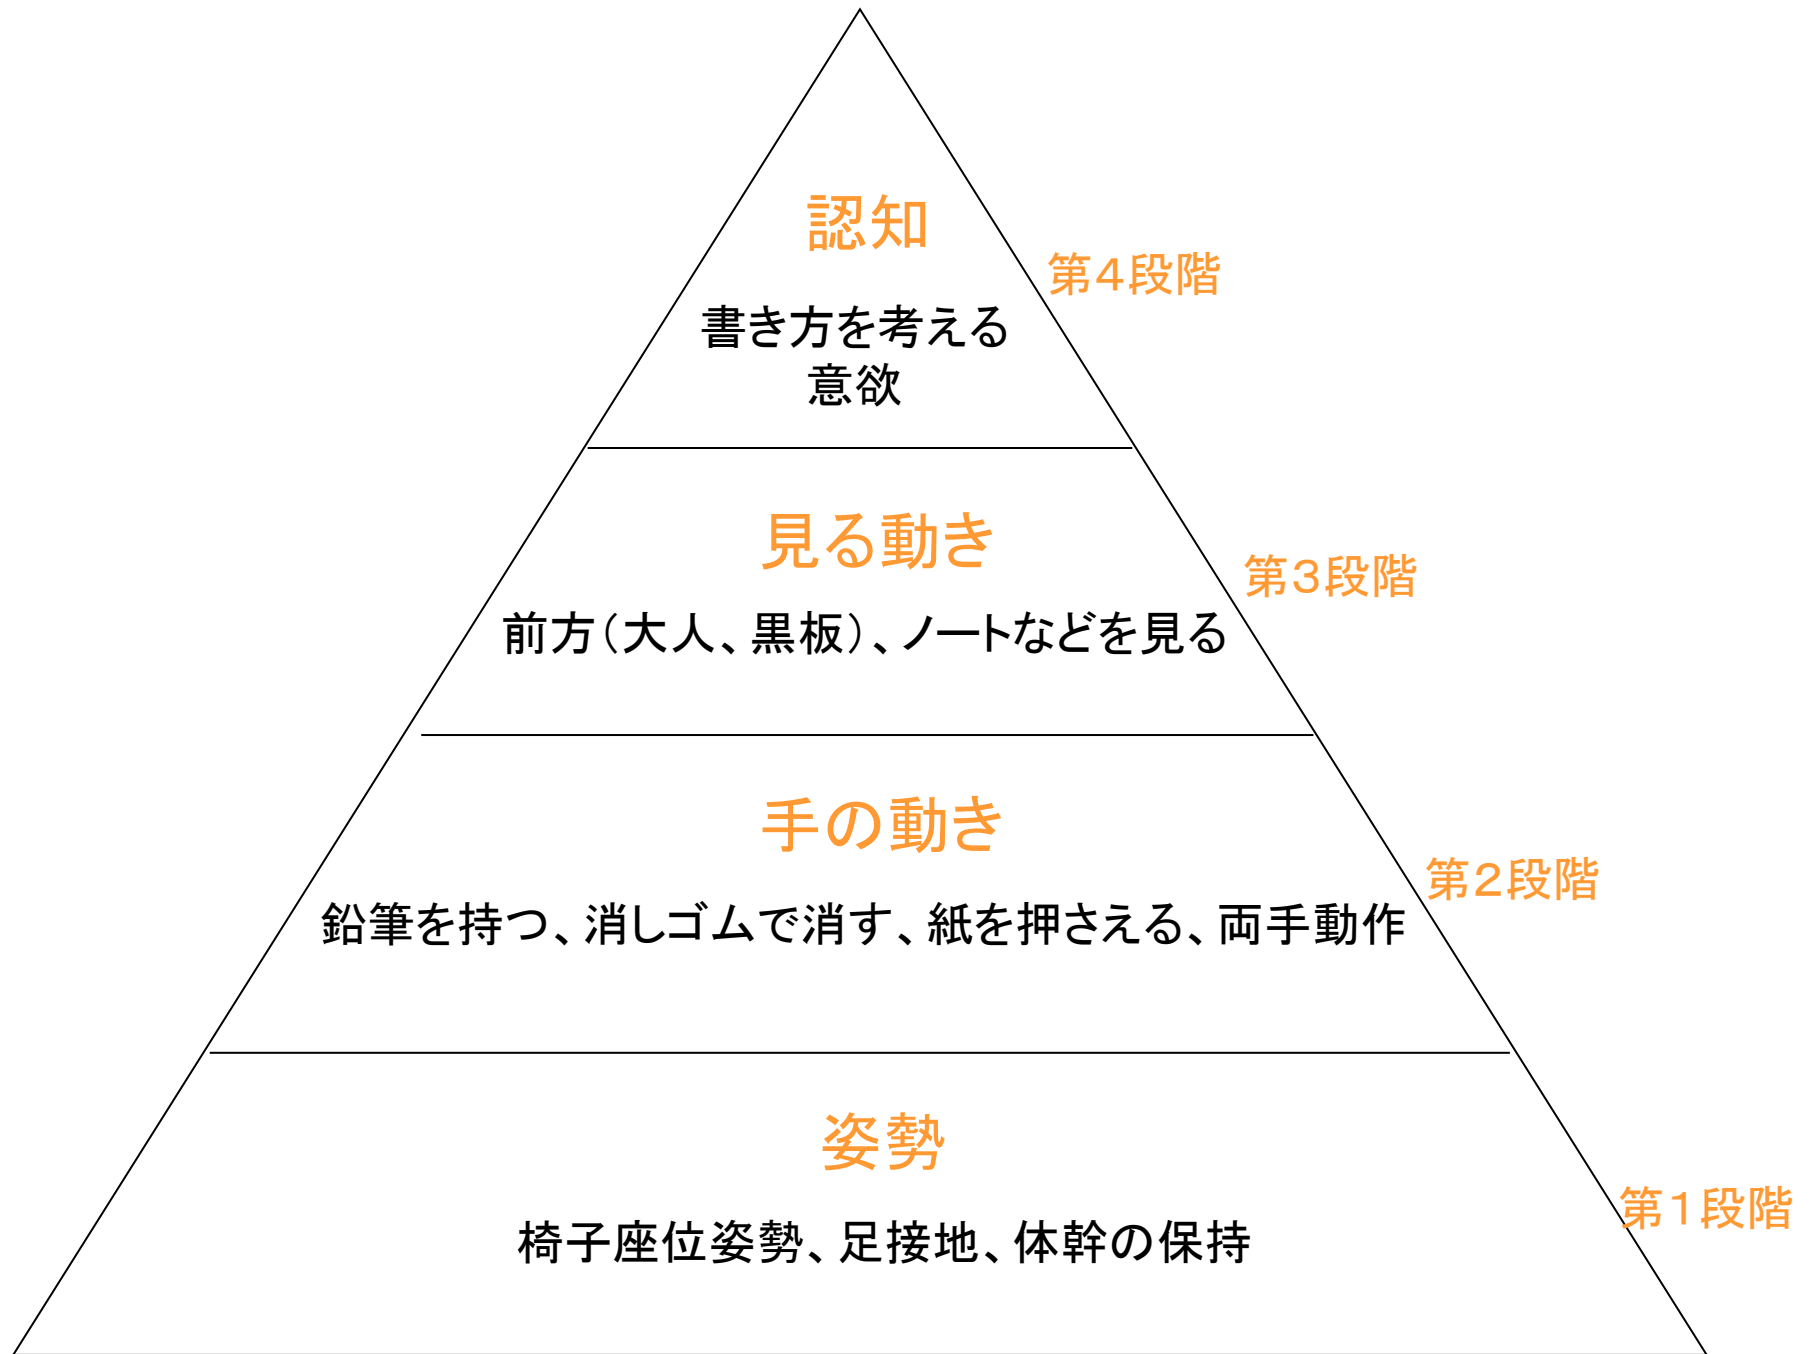 認知
第4段階
書き方を考える
意欲
見る動き
第3段階
前方(大人、黒板)、ノートなどを見る
手の動き
第2段階
鉛筆を持つ、消しゴムで消す、紙を押さえる、両手動作
姿勢
第1段階
椅子座位姿勢、足接地、体幹の保持